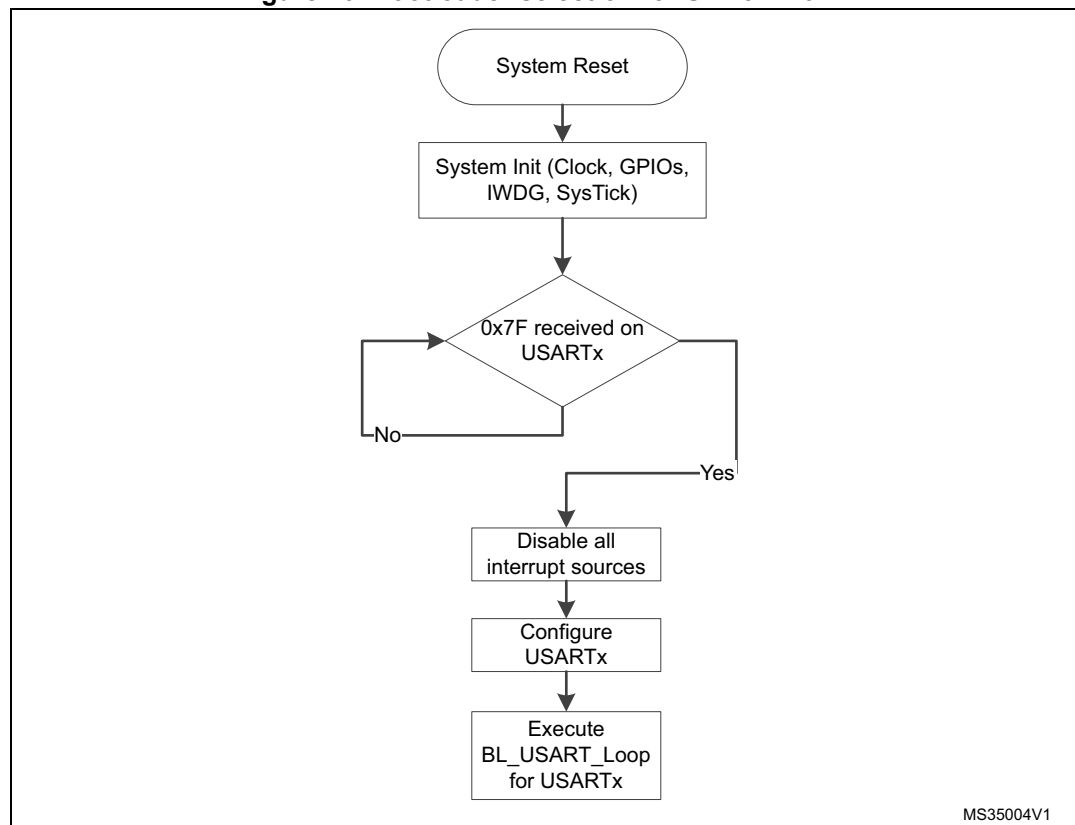 System Reset
System Init (Clock, GPIOs,
IWDG, SysTick)
0x7F received on
USARTx
No
Yes
Disable all
interrupt sources
Configure
USARTx
Execute
BL_USART_Loop
for USARTx
MS35004V1